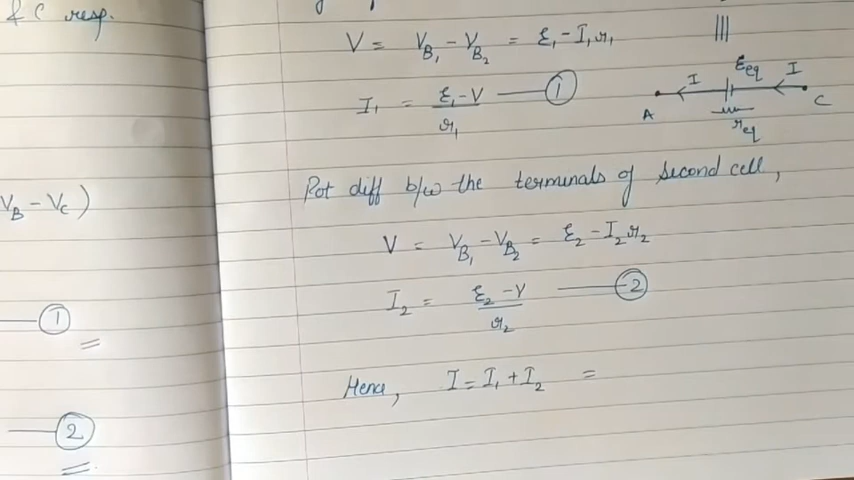 & C resp.
V_B - V_C)
1
2
V = V_B₁ - V_B₂ = ε₁ - I₁r₁
I₁ = ε₁-V / r₁ —— 1
|||
ε_eq
I I
A C
r_eq
Pot diff b/w the terminals of second cell,
V = V_B₁ - V_B₂ = ε₂ - I₂r₂
I₂ = ε₂ - V / r₂ —— 2
Hence, I = I₁ + I₂ =